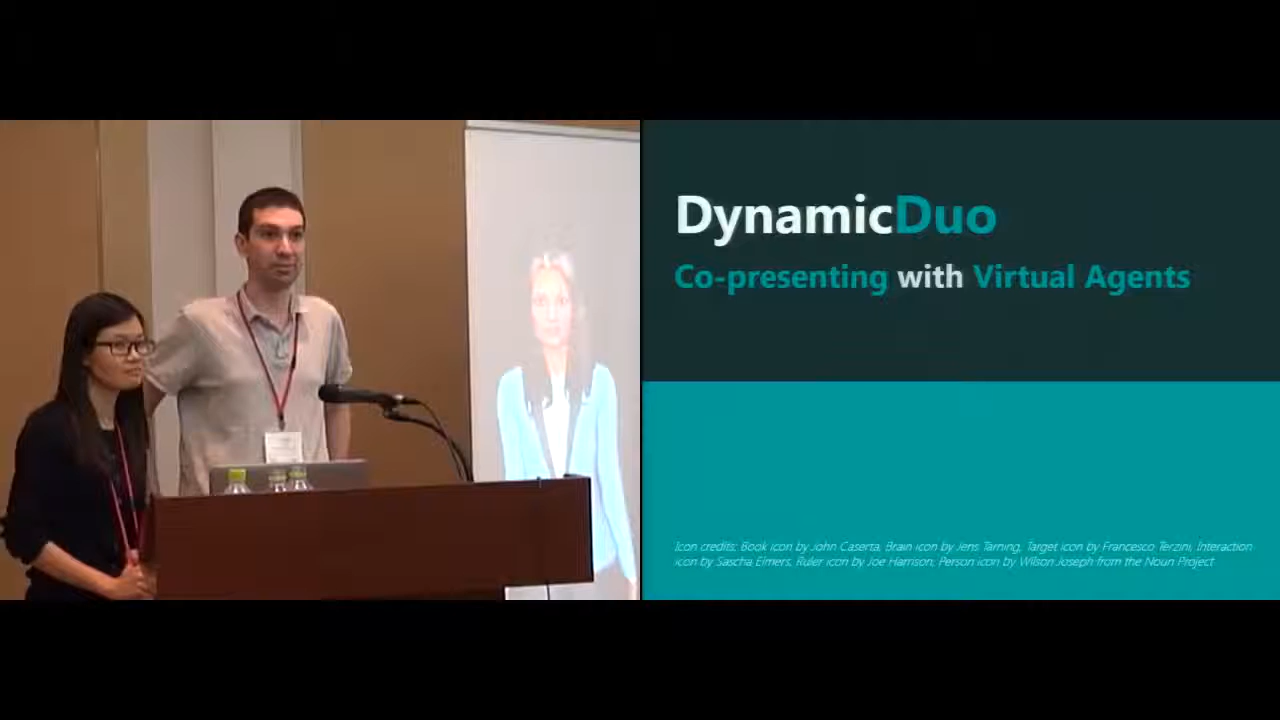 DynamicDuo
Co-presenting with Virtual Agents
Icon credits: Book icon by John Caserta, Brain icon by Jens Tarning, Target icon by Francesco Terzini, Interaction
icon by Sascha Elmers, Ruler icon by Joe Harrison, Person icon by Wilson Joseph from the Noun Project